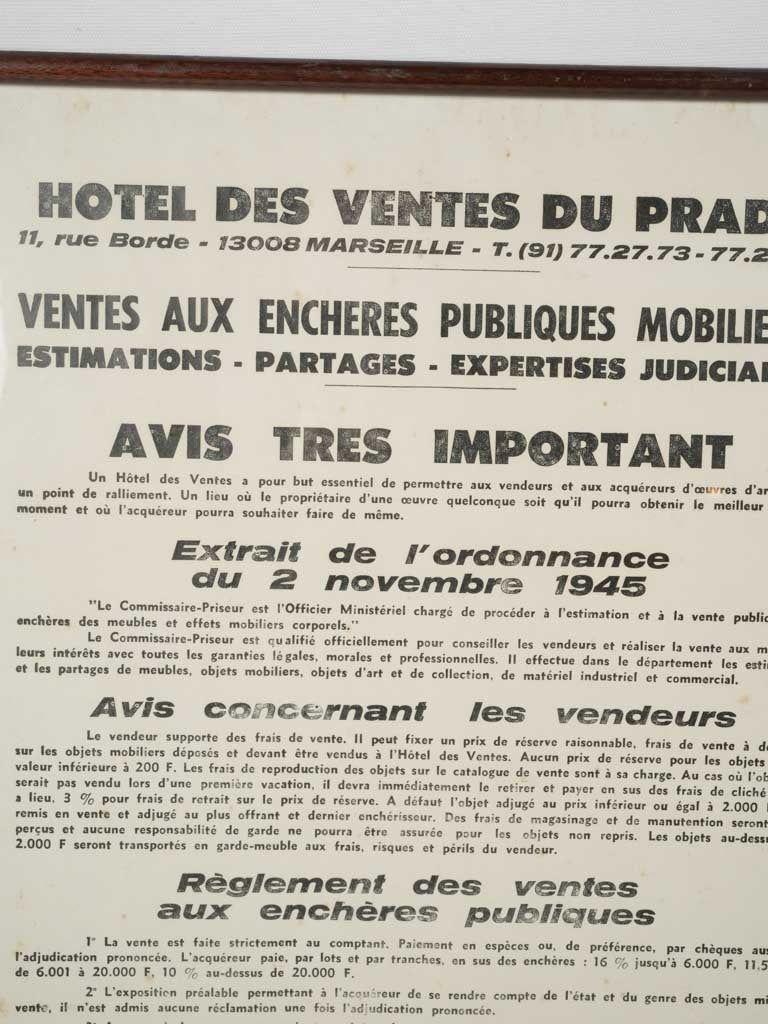 HOTEL DES VENTES DU PRAD
11, rue Borde - 13008 MARSEILLE - T. (91) 77.27.73 - 77.2
VENTES AUX ENCHERES PUBLIQUES MOBILIE
ESTIMATIONS - PARTAGES - EXPERTISES JUDICIAI
AVIS TRES IMPORTANT
Un Hôtel des Ventes a pour but essentiel de permettre aux vendeurs et aux acquéreurs d'œuvres d'ar
un point de ralliement. Un lieu où le propriétaire d'une œuvre quelconque soit qu'il pourra obtenir le meilleur
moment et où l'acquéreur pourra souhaiter faire de même.
Extrait de l'ordonnance
du 2 novembre 1945
"Le Commissaire-Priseur est l'Officier Ministériel chargé de procéder à l'estimation et à la vente public
enchères des meubles et effets mobiliers corporels."
Le Commissaire-Priseur est qualifié officiellement pour conseiller les vendeurs et réaliser la vente aux m
leurs intérêts avec toutes les garanties légales, morales et professionnelles. Il effectue dans le département les esti
et les partages de meubles, objets mobiliers, objets d'art et de collection, de matériel industriel et commercial.
Avis concernant les vendeurs
Le vendeur supporte des frais de vente. Il peut fixer un prix de réserve raisonnable, frais de vente à d
sur les objets mobiliers déposés et devant être vendus à l'Hôtel des Ventes. Aucun prix de réserve pour les objets
valeur inférieure à 200 F. Les frais de reproduction des objets sur le catalogue de vente sont à sa charge. Au cas où l'ob
serait pas vendu lors d'une première vacation, il devra immédiatement le retirer et payer en sus des frais de cliché
a lieu, 3 % pour frais de retrait sur le prix de réserve. A défaut l'objet adjugé au prix inférieur ou égal à 2.000
remis en vente et adjugé au plus offrant et dernier enchérisseur. Des frais de magasinage et de manutention seront
perçus et aucune responsabilité de garde ne pourra être assurée pour les objets non repris. Les objets au-dess
2.000 F seront transportés en garde-meuble aux frais, risques et périls du vendeur.
Règlement des ventes
aux enchères publiques
1° La vente est faite strictement au comptant. Paiement en espèces ou, de préférence, par chèques aus
l'adjudication prononcée. L'acquéreur paie, par lots et par tranches, en sus des enchères : 16 % jusqu'à 6.000 F, 11,5
de 6.001 à 20.000 F, 10 % au-dessus de 20.000 F.
2° L'exposition préalable permettant à l'acquéreur de se rendre compte de l'état et du genre des objets mi
vente, il n'est admis aucune réclamation une fois l'adjudication prononcée.